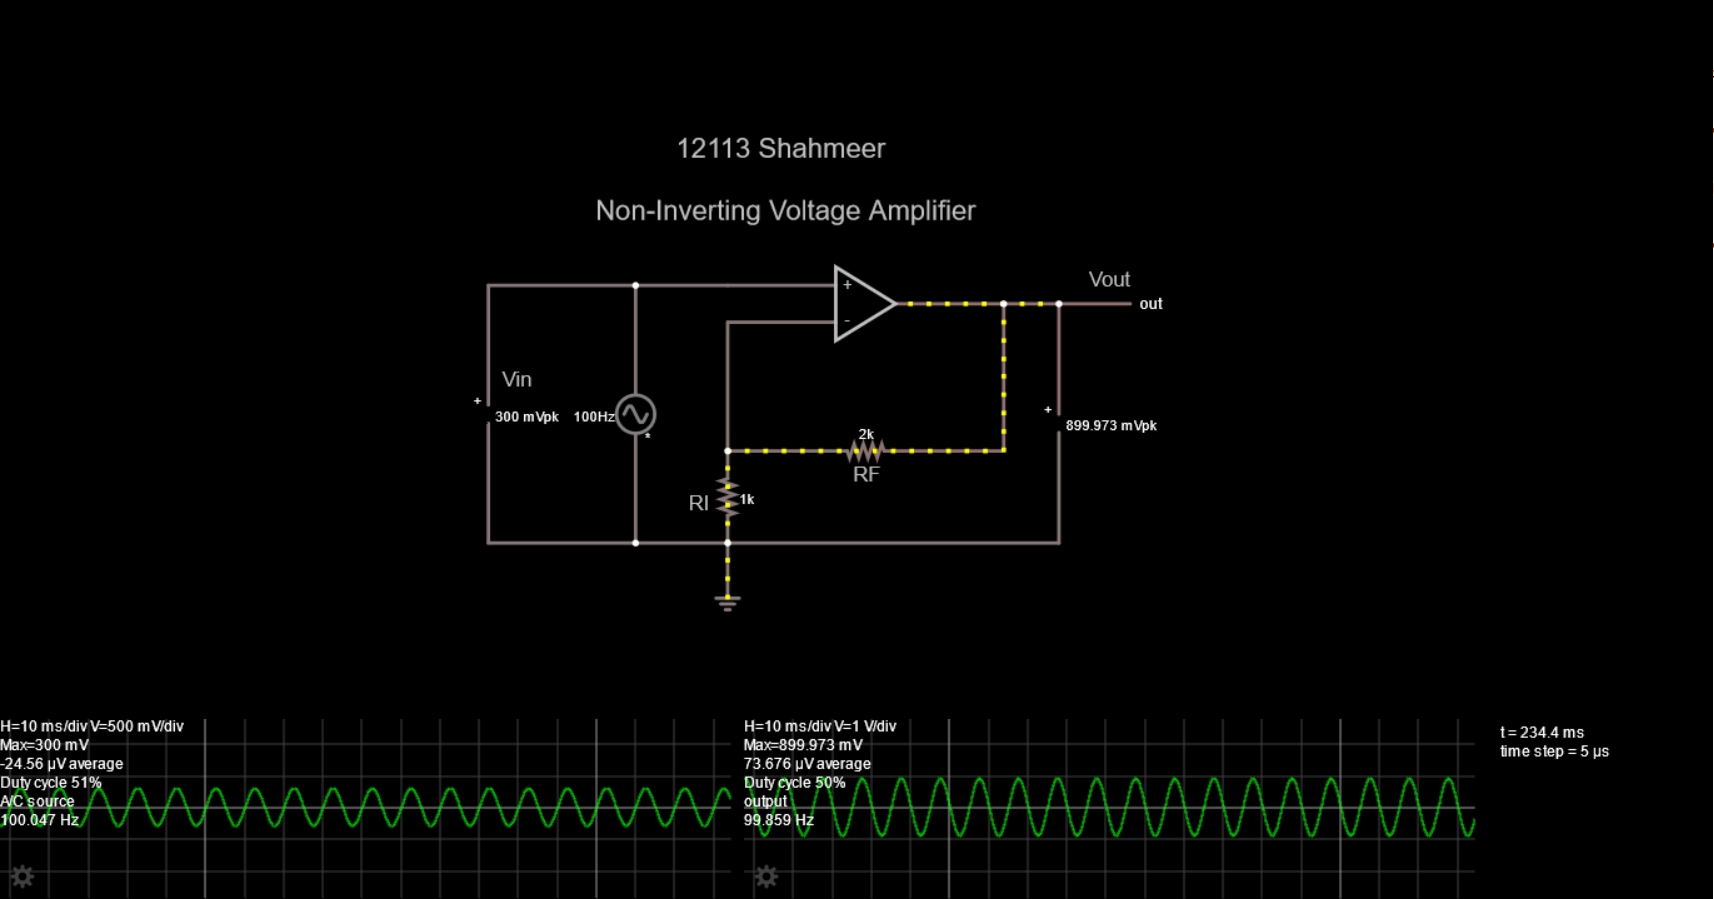 12113 Shahmeer
Non-Inverting Voltage Amplifier
Vout
out
+
-
Vin
+
300 mVpk
100Hz
*
+
899.973 mVpk
2k
RF
RI
1k
H=10 ms/div V=500 mV/div
Max=300 mV
-24.56 µV average
Duty cycle 51%
A/C source
100.047 Hz
H=10 ms/div V=1 V/div
Max=899.973 mV
73.676 µV average
Duty cycle 50%
output
99.859 Hz
t = 234.4 ms
time step = 5 µs